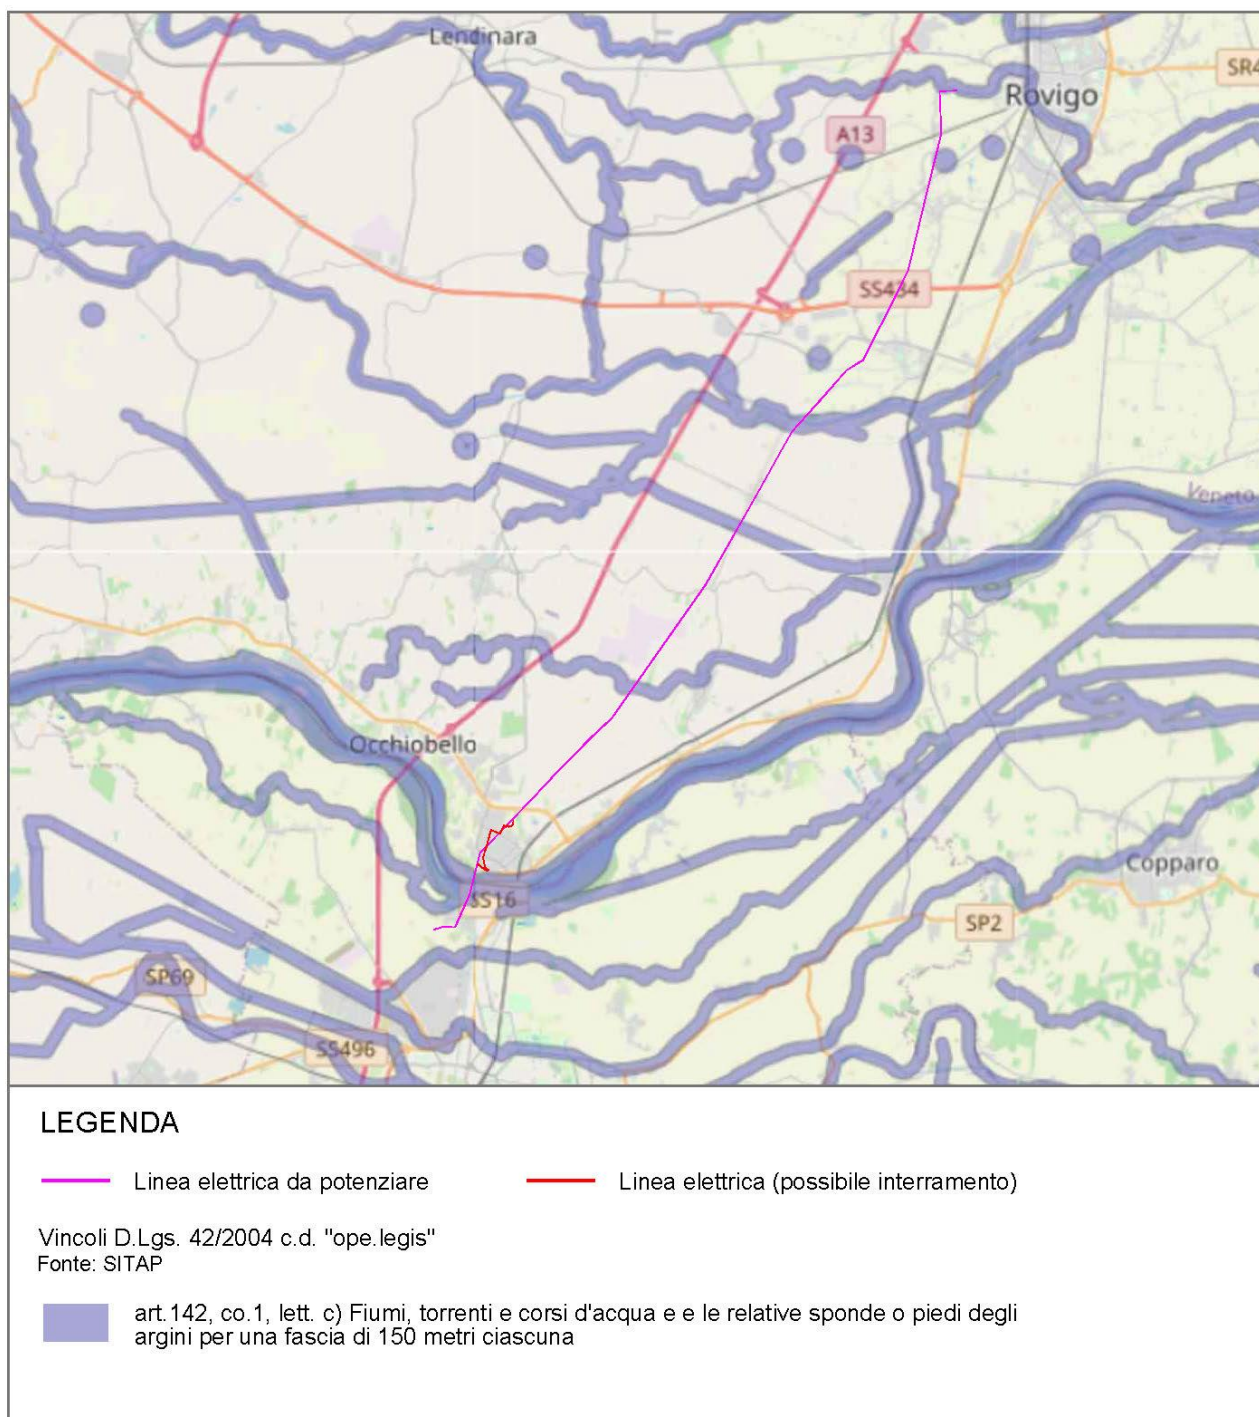 Lendinara
SR4
Rovigo
A13
SS434
Veneto
Occhiobello
Copparo
SS16
SP2
SP69
SS496
LEGENDA
Linea elettrica da potenziare
Linea elettrica (possibile interramento)
Vincoli D.Lgs. 42/2004 c.d. "ope.legis"
Fonte: SITAP
art.142, co.1, lett. c) Fiumi, torrenti e corsi d'acqua e e le relative sponde o piedi degli
argini per una fascia di 150 metri ciascuna